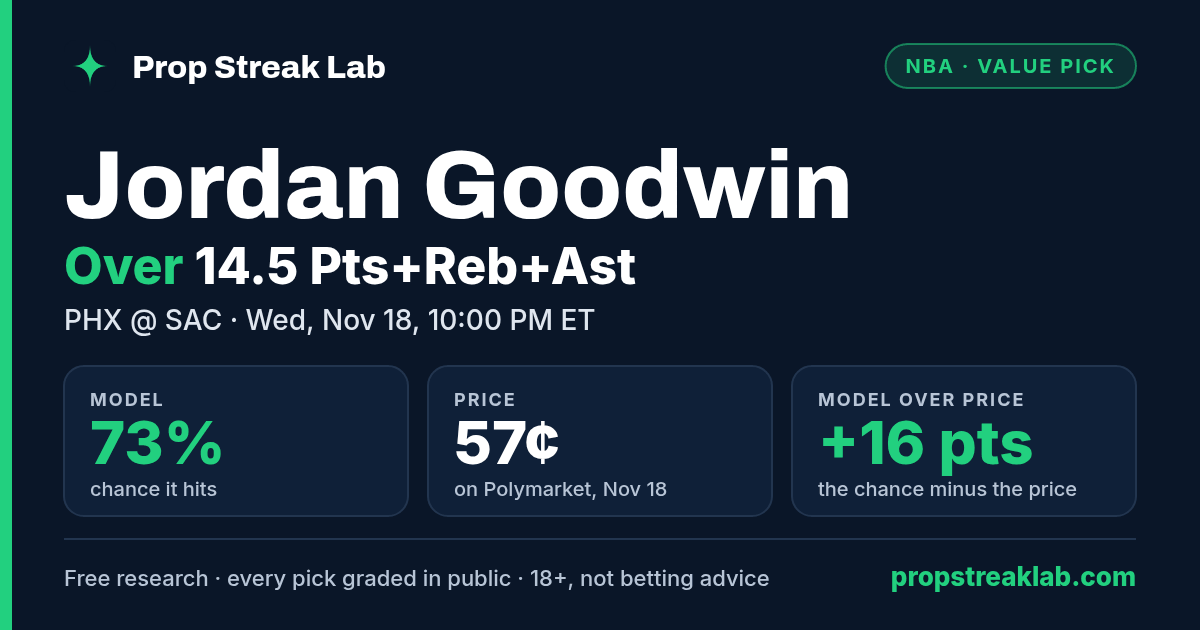 Prop Streak Lab
NBA · VALUE PICK
Jordan Goodwin
Over 14.5 Pts+Reb+Ast
PHX @ SAC · Wed, Nov 18, 10:00 PM ET
MODEL
73%
chance it hits
PRICE
57¢
on Polymarket, Nov 18
MODEL OVER PRICE
+16 pts
the chance minus the price
Free research · every pick graded in public · 18+, not betting advice
propstreaklab.com